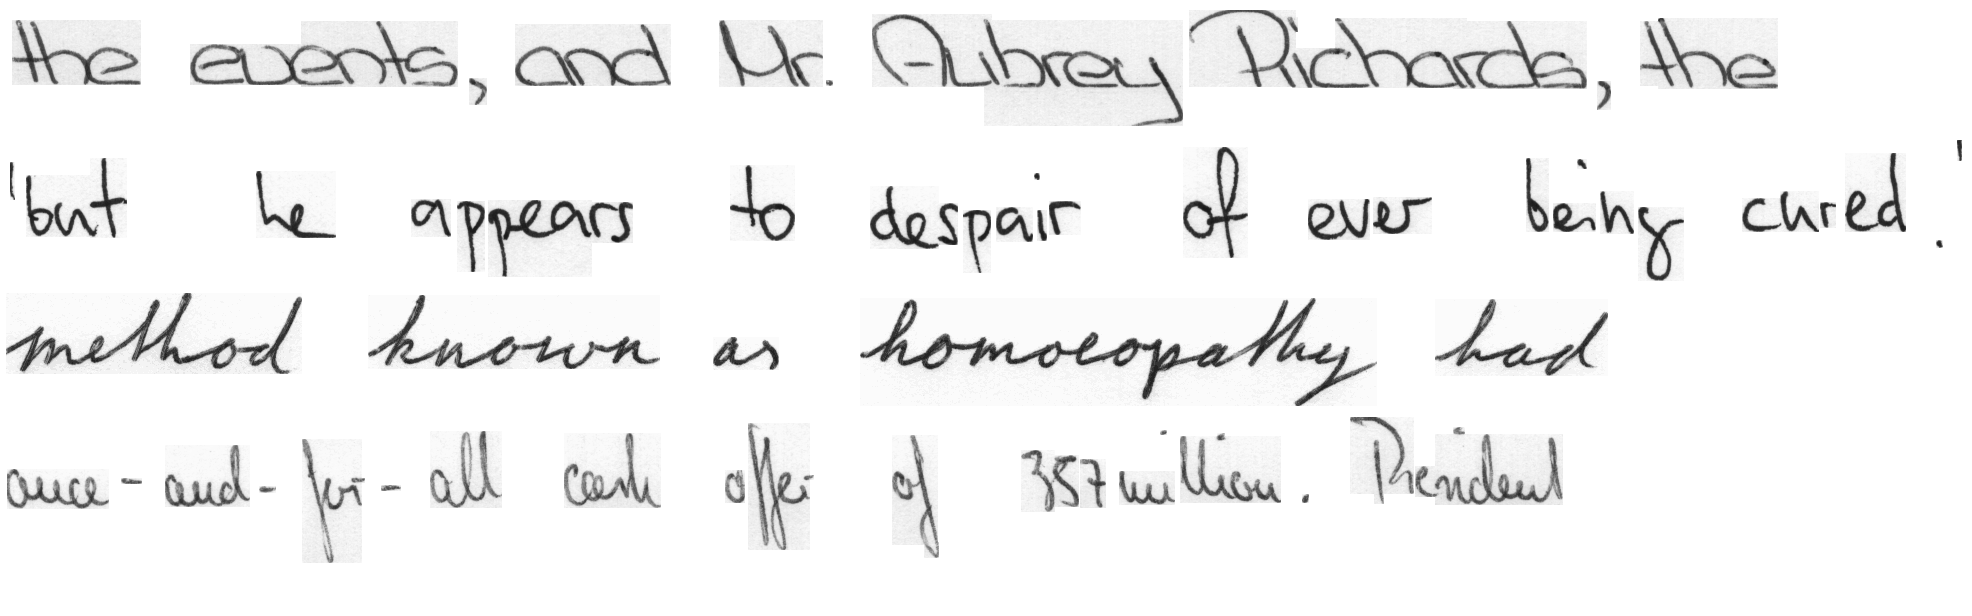 the events, and Mr. Aubrey Richards, the
"but he appears to despair of ever being cured."
method known as homoeopathy had
once-and-for-all cash offer of 357 million. President